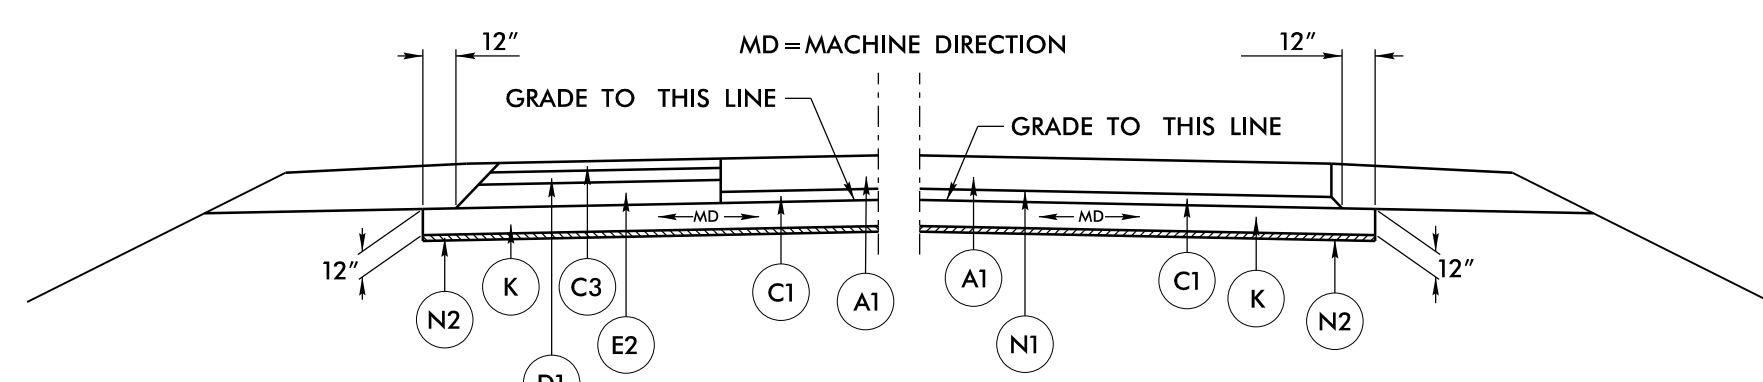 12" MD=MACHINE DIRECTION 12"
GRADE TO THIS LINE
GRADE TO THIS LINE
MD MD
12" 12"
N2 K C3 C1 A1 A1 C1 K N2
E2 N1
D1